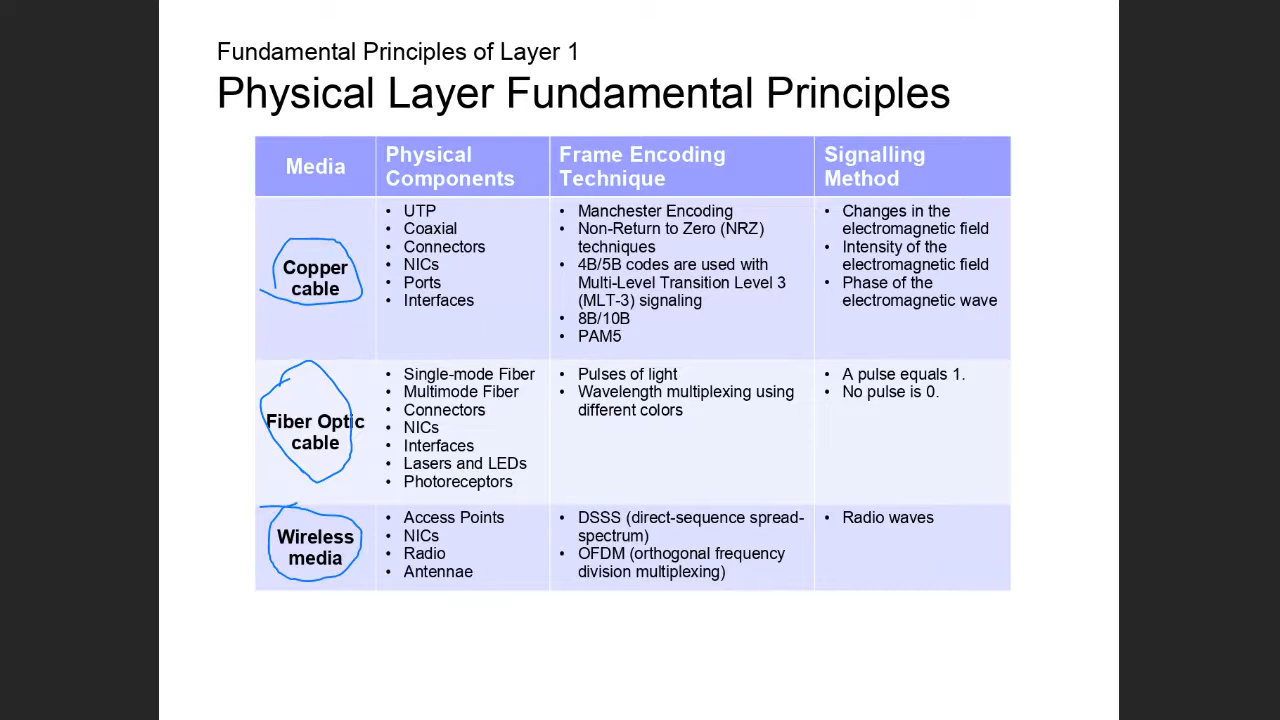 Fundamental Principles of Layer 1
Physical Layer Fundamental Principles
Media
Physical
Components
Frame Encoding
Technique
Signalling
Method
Copper
cable
• UTP
• Coaxial
• Connectors
• NICs
• Ports
• Interfaces
• Manchester Encoding
• Non-Return to Zero (NRZ)
techniques
• 4B/5B codes are used with
Multi-Level Transition Level 3
(MLT-3) signaling
• 8B/10B
• PAM5
• Changes in the
electromagnetic field
• Intensity of the
electromagnetic field
• Phase of the
electromagnetic wave
Fiber Optic
cable
• Single-mode Fiber
• Multimode Fiber
• Connectors
• NICs
• Interfaces
• Lasers and LEDs
• Photoreceptors
• Pulses of light
• Wavelength multiplexing using
different colors
• A pulse equals 1.
• No pulse is 0.
Wireless
media
• Access Points
• NICs
• Radio
• Antennae
• DSSS (direct-sequence spread-
spectrum)
• OFDM (orthogonal frequency
division multiplexing)
• Radio waves